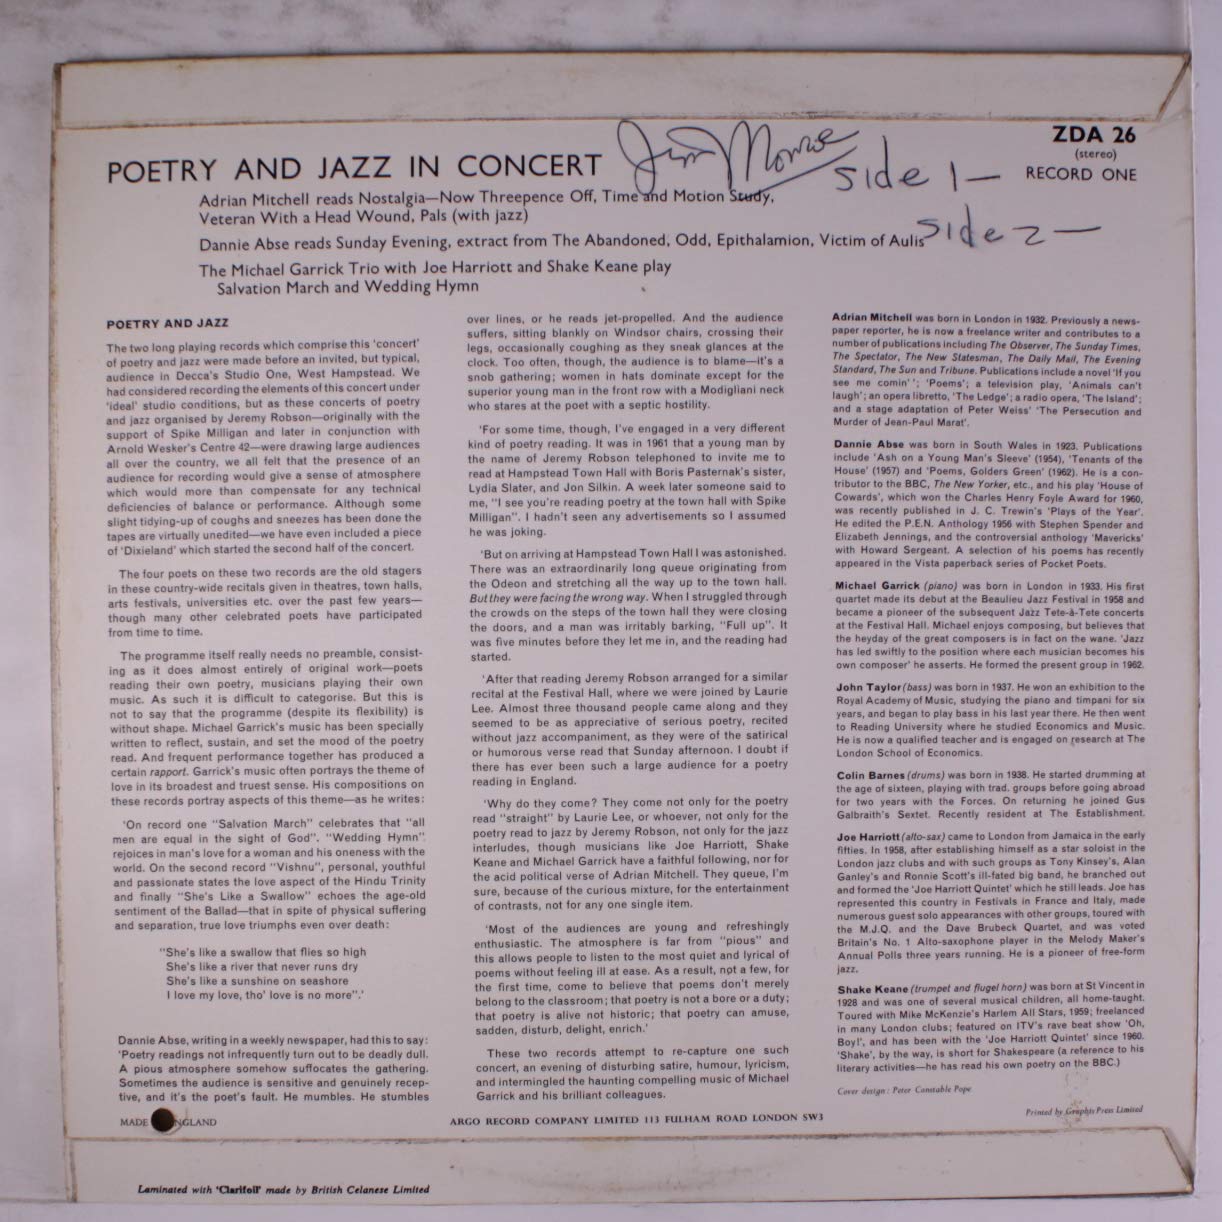 Jim Monroe
side 1 —
side 2 —
ZDA 26
(stereo)
RECORD ONE
POETRY AND JAZZ IN CONCERT
Adrian Mitchell reads Nostalgia—Now Threepence Off, Time and Motion Study,
Veteran With a Head Wound, Pals (with jazz)
Dannie Abse reads Sunday Evening, extract from The Abandoned, Odd, Epithalamion, Victim of Aulis
The Michael Garrick Trio with Joe Harriott and Shake Keane play
Salvation March and Wedding Hymn
POETRY AND JAZZ
The two long playing records which comprise this 'concert'
of poetry and jazz were made before an invited, but typical,
audience in Decca's Studio One, West Hampstead. We
had considered recording the elements of this concert under
'ideal' studio conditions, but as these concerts of poetry
and jazz organised by Jeremy Robson—originally with the
support of Spike Milligan and later in conjunction with
Arnold Wesker's Centre 42—were drawing large audiences
all over the country, we all felt that the presence of an
audience for recording would give a sense of atmosphere
which would more than compensate for any technical
deficiencies of balance or performance. Although some
slight tidying-up of coughs and sneezes has been done the
tapes are virtually unedited—we have even included a piece
of 'Dixieland' which started the second half of the concert.
The four poets on these two records are the old stagers
in these country-wide recitals given in theatres, town halls,
arts festivals, universities etc. over the past few years—
though many other celebrated poets have participated
from time to time.
The programme itself really needs no preamble, consist-
ing as it does almost entirely of original work—poets
reading their own poetry, musicians playing their own
music. As such it is difficult to categorise. But this is
not to say that the programme (despite its flexibility) is
without shape. Michael Garrick's music has been specially
written to reflect, sustain, and set the mood of the poetry
read. And frequent performance together has produced a
certain rapport. Garrick's music often portrays the theme of
love in its broadest and truest sense. His compositions on
these records portray aspects of this theme—as he writes:
'On record one "Salvation March" celebrates that "all
men are equal in the sight of God". "Wedding Hymn"
rejoices in man's love for a woman and his oneness with the
world. On the second record "Vishnu", personal, youthful
and passionate states the love aspect of the Hindu Trinity
and finally "She's Like a Swallow" echoes the age-old
sentiment of the Ballad—that in spite of physical suffering
and separation, true love triumphs even over death:
"She's like a swallow that flies so high
She's like a river that never runs dry
She's like a sunshine on seashore
I love my love, tho' love is no more".'
Dannie Abse, writing in a weekly newspaper, had this to say:
'Poetry readings not infrequently turn out to be deadly dull.
A pious atmosphere somehow suffocates the gathering.
Sometimes the audience is sensitive and genuinely recep-
tive, and it's the poet's fault. He mumbles. He stumbles
over lines, or he reads jet-propelled. And the audience
suffers, sitting blankly on Windsor chairs, crossing their
legs, occasionally coughing as they sneak glances at the
clock. Too often, though, the audience is to blame—it's a
snob gathering; women in hats dominate except for the
superior young man in the front row with a Modigliani neck
who stares at the poet with a septic hostility.
'For some time, though, I've engaged in a very different
kind of poetry reading. It was in 1961 that a young man by
the name of Jeremy Robson telephoned to invite me to
read at Hampstead Town Hall with Boris Pasternak's sister,
Lydia Slater, and Jon Silkin. A week later someone said to
me, "I see you're reading poetry at the town hall with Spike
Milligan". I hadn't seen any advertisements so I assumed
he was joking.
'But on arriving at Hampstead Town Hall I was astonished.
There was an extraordinarily long queue originating from
the Odeon and stretching all the way up to the town hall.
But they were facing the wrong way. When I struggled through
the crowds on the steps of the town hall they were closing
the doors, and a man was irritably barking, "Full up". It
was five minutes before they let me in, and the reading had
started.
'After that reading Jeremy Robson arranged for a similar
recital at the Festival Hall, where we were joined by Laurie
Lee. Almost three thousand people came along and they
seemed to be as appreciative of serious poetry, recited
without jazz accompaniment, as they were of the satirical
or humorous verse read that Sunday afternoon. I doubt if
there has ever been such a large audience for a poetry
reading in England.
'Why do they come? They come not only for the poetry
read "straight" by Laurie Lee, or whoever, not only for the
poetry read to jazz by Jeremy Robson, not only for the jazz
interludes, though musicians like Joe Harriott, Shake
Keane and Michael Garrick have a faithful following, nor for
the acid political verse of Adrian Mitchell. They queue, I'm
sure, because of the curious mixture, for the entertainment
of contrasts, not for any one single item.
'Most of the audiences are young and refreshingly
enthusiastic. The atmosphere is far from "pious" and
this allows people to listen to the most quiet and lyrical of
poems without feeling ill at ease. As a result, not a few, for
the first time, come to believe that poems don't merely
belong to the classroom; that poetry is not a bore or a duty;
that poetry is alive not historic; that poetry can amuse,
sadden, disturb, delight, enrich.'
These two records attempt to re-capture one such
concert, an evening of disturbing satire, humour, lyricism,
and intermingled the haunting compelling music of Michael
Garrick and his brilliant colleagues.
Adrian Mitchell was born in London in 1932. Previously a news-
paper reporter, he is now a freelance writer and contributes to a
number of publications including The Observer, The Sunday Times,
The Spectator, The New Statesman, The Daily Mail, The Evening
Standard, The Sun and Tribune. Publications include a novel 'If you
see me comin''; 'Poems'; a television play, 'Animals can't
laugh'; an opera libretto, 'The Ledge'; a radio opera, 'The Island';
and a stage adaptation of Peter Weiss' 'The Persecution and
Murder of Jean-Paul Marat'.
Dannie Abse was born in South Wales in 1923. Publications
include 'Ash on a Young Man's Sleeve' (1954), 'Tenants of the
House' (1957) and 'Poems, Golders Green' (1962). He is a con-
tributor to the BBC, The New Yorker, etc., and his play 'House of
Cowards', which won the Charles Henry Foyle Award for 1960,
was recently published in J. C. Trewin's 'Plays of the Year'.
He edited the P.E.N. Anthology 1956 with Stephen Spender and
Elizabeth Jennings, and the controversial anthology 'Mavericks'
with Howard Sergeant. A selection of his poems has recently
appeared in the Vista paperback series of Pocket Poets.
Michael Garrick (piano) was born in London in 1933. His first
quartet made its debut at the Beaulieu Jazz Festival in 1958 and
became a pioneer of the subsequent Jazz Tete-à-Tete concerts
at the Festival Hall. Michael enjoys composing, but believes that
the heyday of the great composers is in fact on the wane. 'Jazz
has led swiftly to the position where each musician becomes his
own composer' he asserts. He formed the present group in 1962.
John Taylor (bass) was born in 1937. He won an exhibition to the
Royal Academy of Music, studying the piano and timpani for six
years, and began to play bass in his last year there. He then went
to Reading University where he studied Economics and Music.
He is now a qualified teacher and is engaged on research at The
London School of Economics.
Colin Barnes (drums) was born in 1938. He started drumming at
the age of sixteen, playing with trad. groups before going abroad
for two years with the Forces. On returning he joined Gus
Galbraith's Sextet. Recently resident at The Establishment.
Joe Harriott (alto-sax) came to London from Jamaica in the early
fifties. In 1958, after establishing himself as a star soloist in the
London jazz clubs and with such groups as Tony Kinsey's, Alan
Ganley's and Ronnie Scott's ill-fated big band, he branched out
and formed the 'Joe Harriott Quintet' which he still leads. Joe has
represented this country in Festivals in France and Italy, made
numerous guest solo appearances with other groups, toured with
the M.J.Q. and the Dave Brubeck Quartet, and was voted
Britain's No. 1 Alto-saxophone player in the Melody Maker's
Annual Polls three years running. He is a pioneer of free-form
jazz.
Shake Keane (trumpet and flugel horn) was born at St Vincent in
1928 and was one of several musical children, all home-taught.
Toured with Mike McKenzie's Harlem All Stars, 1959; freelanced
in many London clubs; featured on ITV's rave beat show 'Oh,
Boy!', and has been with the 'Joe Harriott Quintet' since 1960.
'Shake', by the way, is short for Shakespeare (a reference to his
literary activities—he has read his own poetry on the BBC.)
Cover design: Peter Constable Pope
Printed by Graphis Press Limited
MADE NGLAND
ARGO RECORD COMPANY LIMITED 113 FULHAM ROAD LONDON SW3
Laminated with 'Clarifoil' made by British Celanese Limited